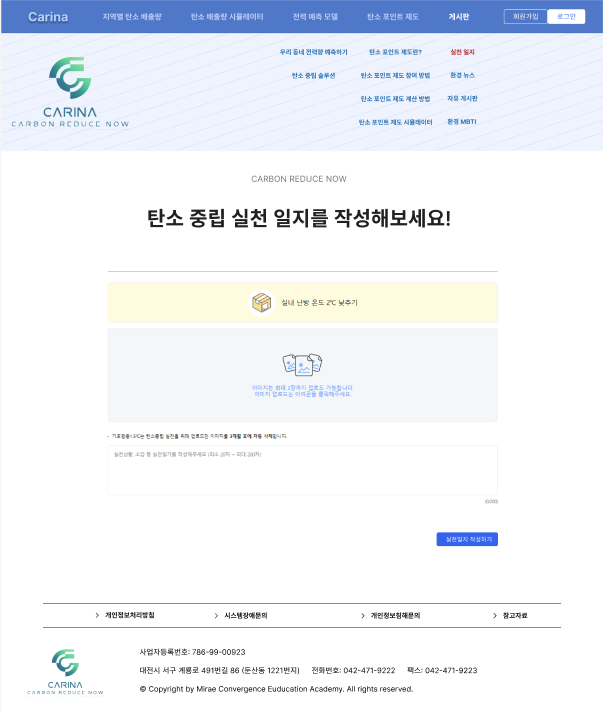 Carina 지역별 탄소 배출량 탄소 배출량 시뮬레이터 전력 예측 모델 탄소 포인트 제도 게시판 회원가입 로그인
우리 동네 전력량 예측하기 탄소 포인트 제도란? 실천 일지
탄소 중립 솔루션 탄소 포인트 제도 참여 방법 환경 뉴스
탄소 포인트 제도 계산 방법 자유 게시판
탄소 포인트 제도 시뮬레이터 환경 MBTI
CARINA
CARBON REDUCE NOW
CARBON REDUCE NOW
탄소 중립 실천 일지를 작성해보세요!
실내 난방 온도 2℃ 낮추기
이미지는 최대 2장까지 업로드 가능합니다.
이미지 업로드는 아이콘을 클릭해주세요.
- 기후행동1.5℃는 탄소중립 실천을 위해 업로드한 이미지를 3개월 후에 자동 삭제합니다.
실천상황, 소감 등 실천일기를 작성해주세요 (최소 20자 ~ 최대 200자)
(0/200)
실천일지 작성하기
> 개인정보처리방침 > 시스템장애문의 > 개인정보침해문의 > 참고자료
CARINA
CARBON REDUCE NOW
사업자등록번호: 786-99-00923
대전시 서구 계룡로 491번길 86 (둔산동 1221번지) 전화번호: 042-471-9222 팩스: 042-471-9223
© Copyright by Mirae Convergence Euducation Academy. All rights reserved.